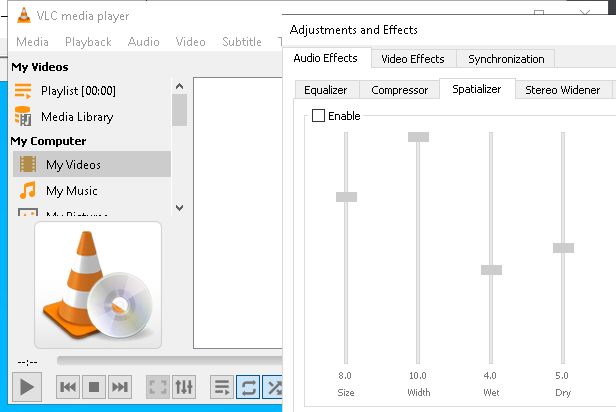 VLC media player
Media Playback Audio Video Subtitle
My Videos
Playlist [00:00]
Media Library
My Computer
My Videos
My Music
My Pictures
--:--
Adjustments and Effects
Audio Effects Video Effects Synchronization
Equalizer Compressor Spatializer Stereo Widener
Enable
8.0 10.0 4.0 5.0
Size Width Wet Dry